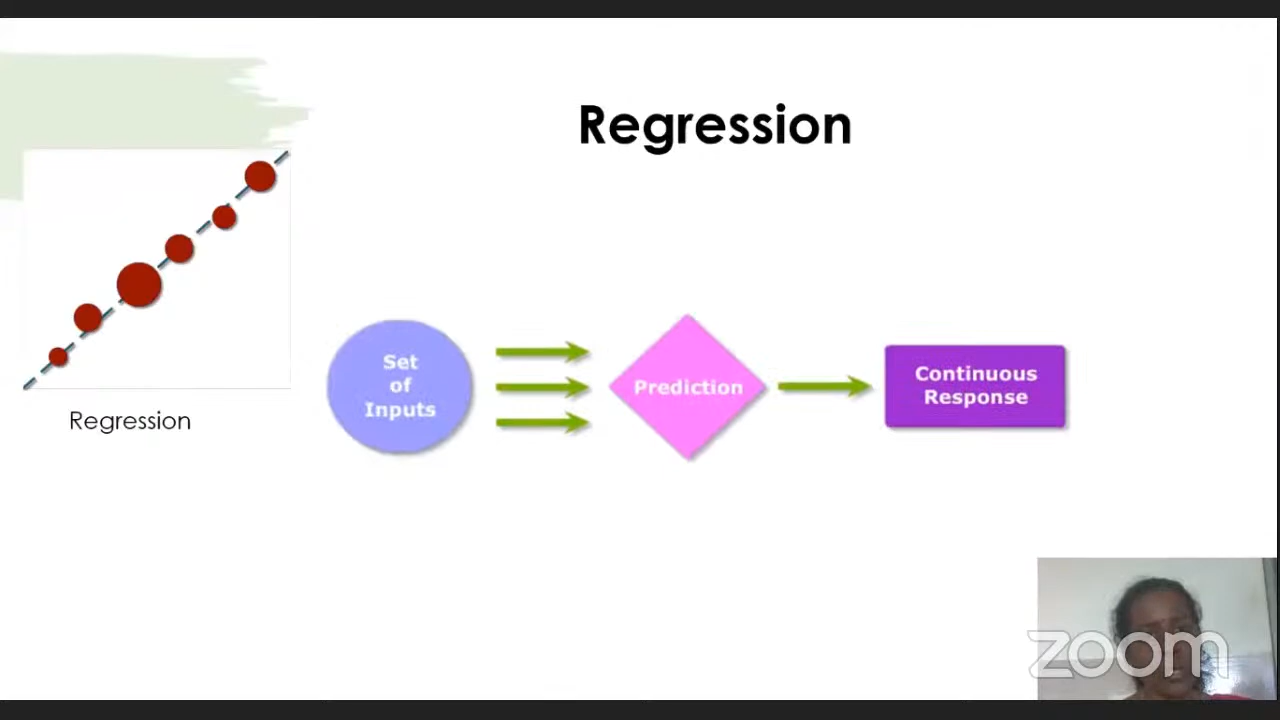 Regression
Regression
Set
of
Inputs
Prediction
Continuous
Response
zoom